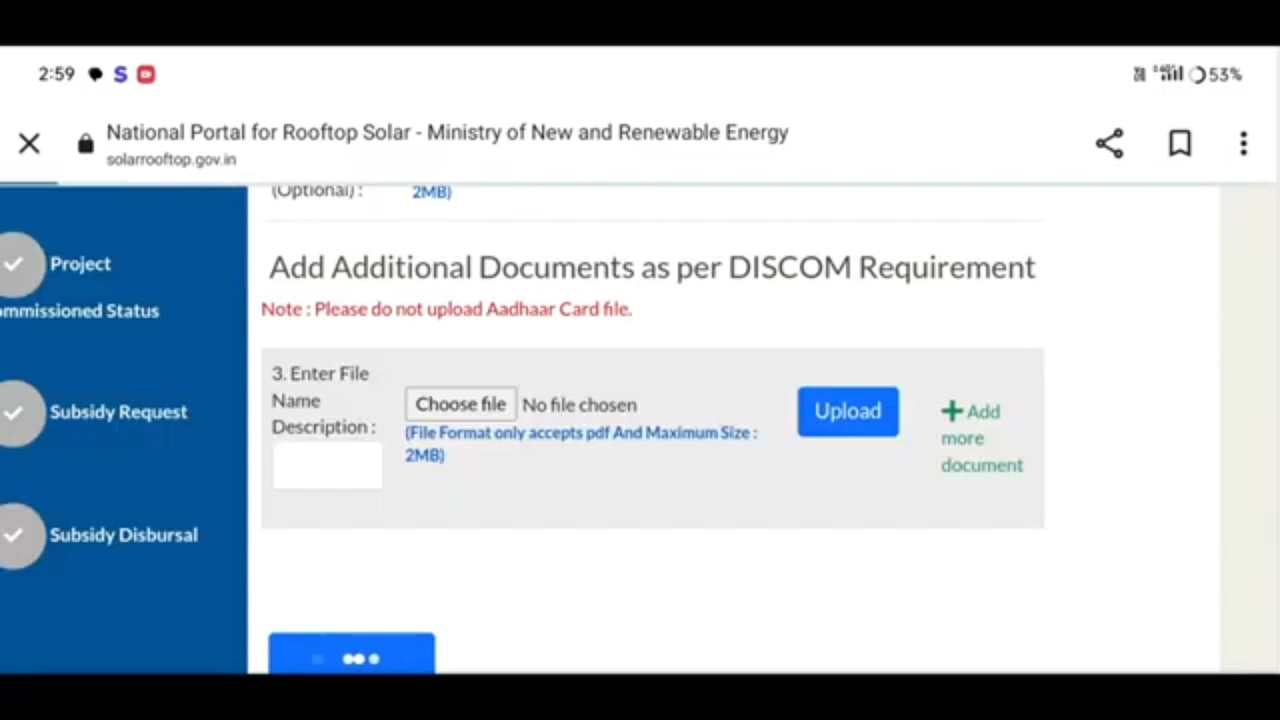 2:59 S 53%
National Portal for Rooftop Solar - Ministry of New and Renewable Energy
solarrooftop.gov.in
(Optional) :
2MB)
Project
ommissioned Status
Subsidy Request
Subsidy Disbursal
Add Additional Documents as per DISCOM Requirement
Note : Please do not upload Aadhaar Card file.
3. Enter File
Name
Description :
Choose file No file chosen
(File Format only accepts pdf And Maximum Size :
2MB)
Upload
Add
more
document